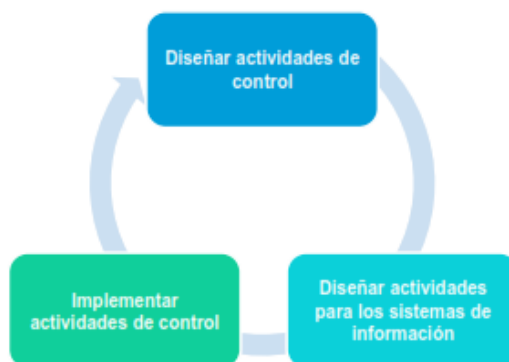 Diseñar actividades de
control
Implementar
actividades de control
Diseñar actividades
para los sistemas de
información